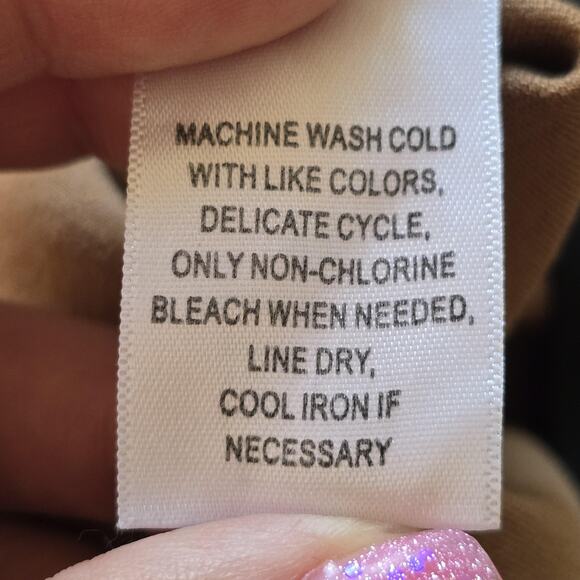 MACHINE WASH COLD
WITH LIKE COLORS,
DELICATE CYCLE,
ONLY NON-CHLORINE
BLEACH WHEN NEEDED,
LINE DRY,
COOL IRON IF
NECESSARY